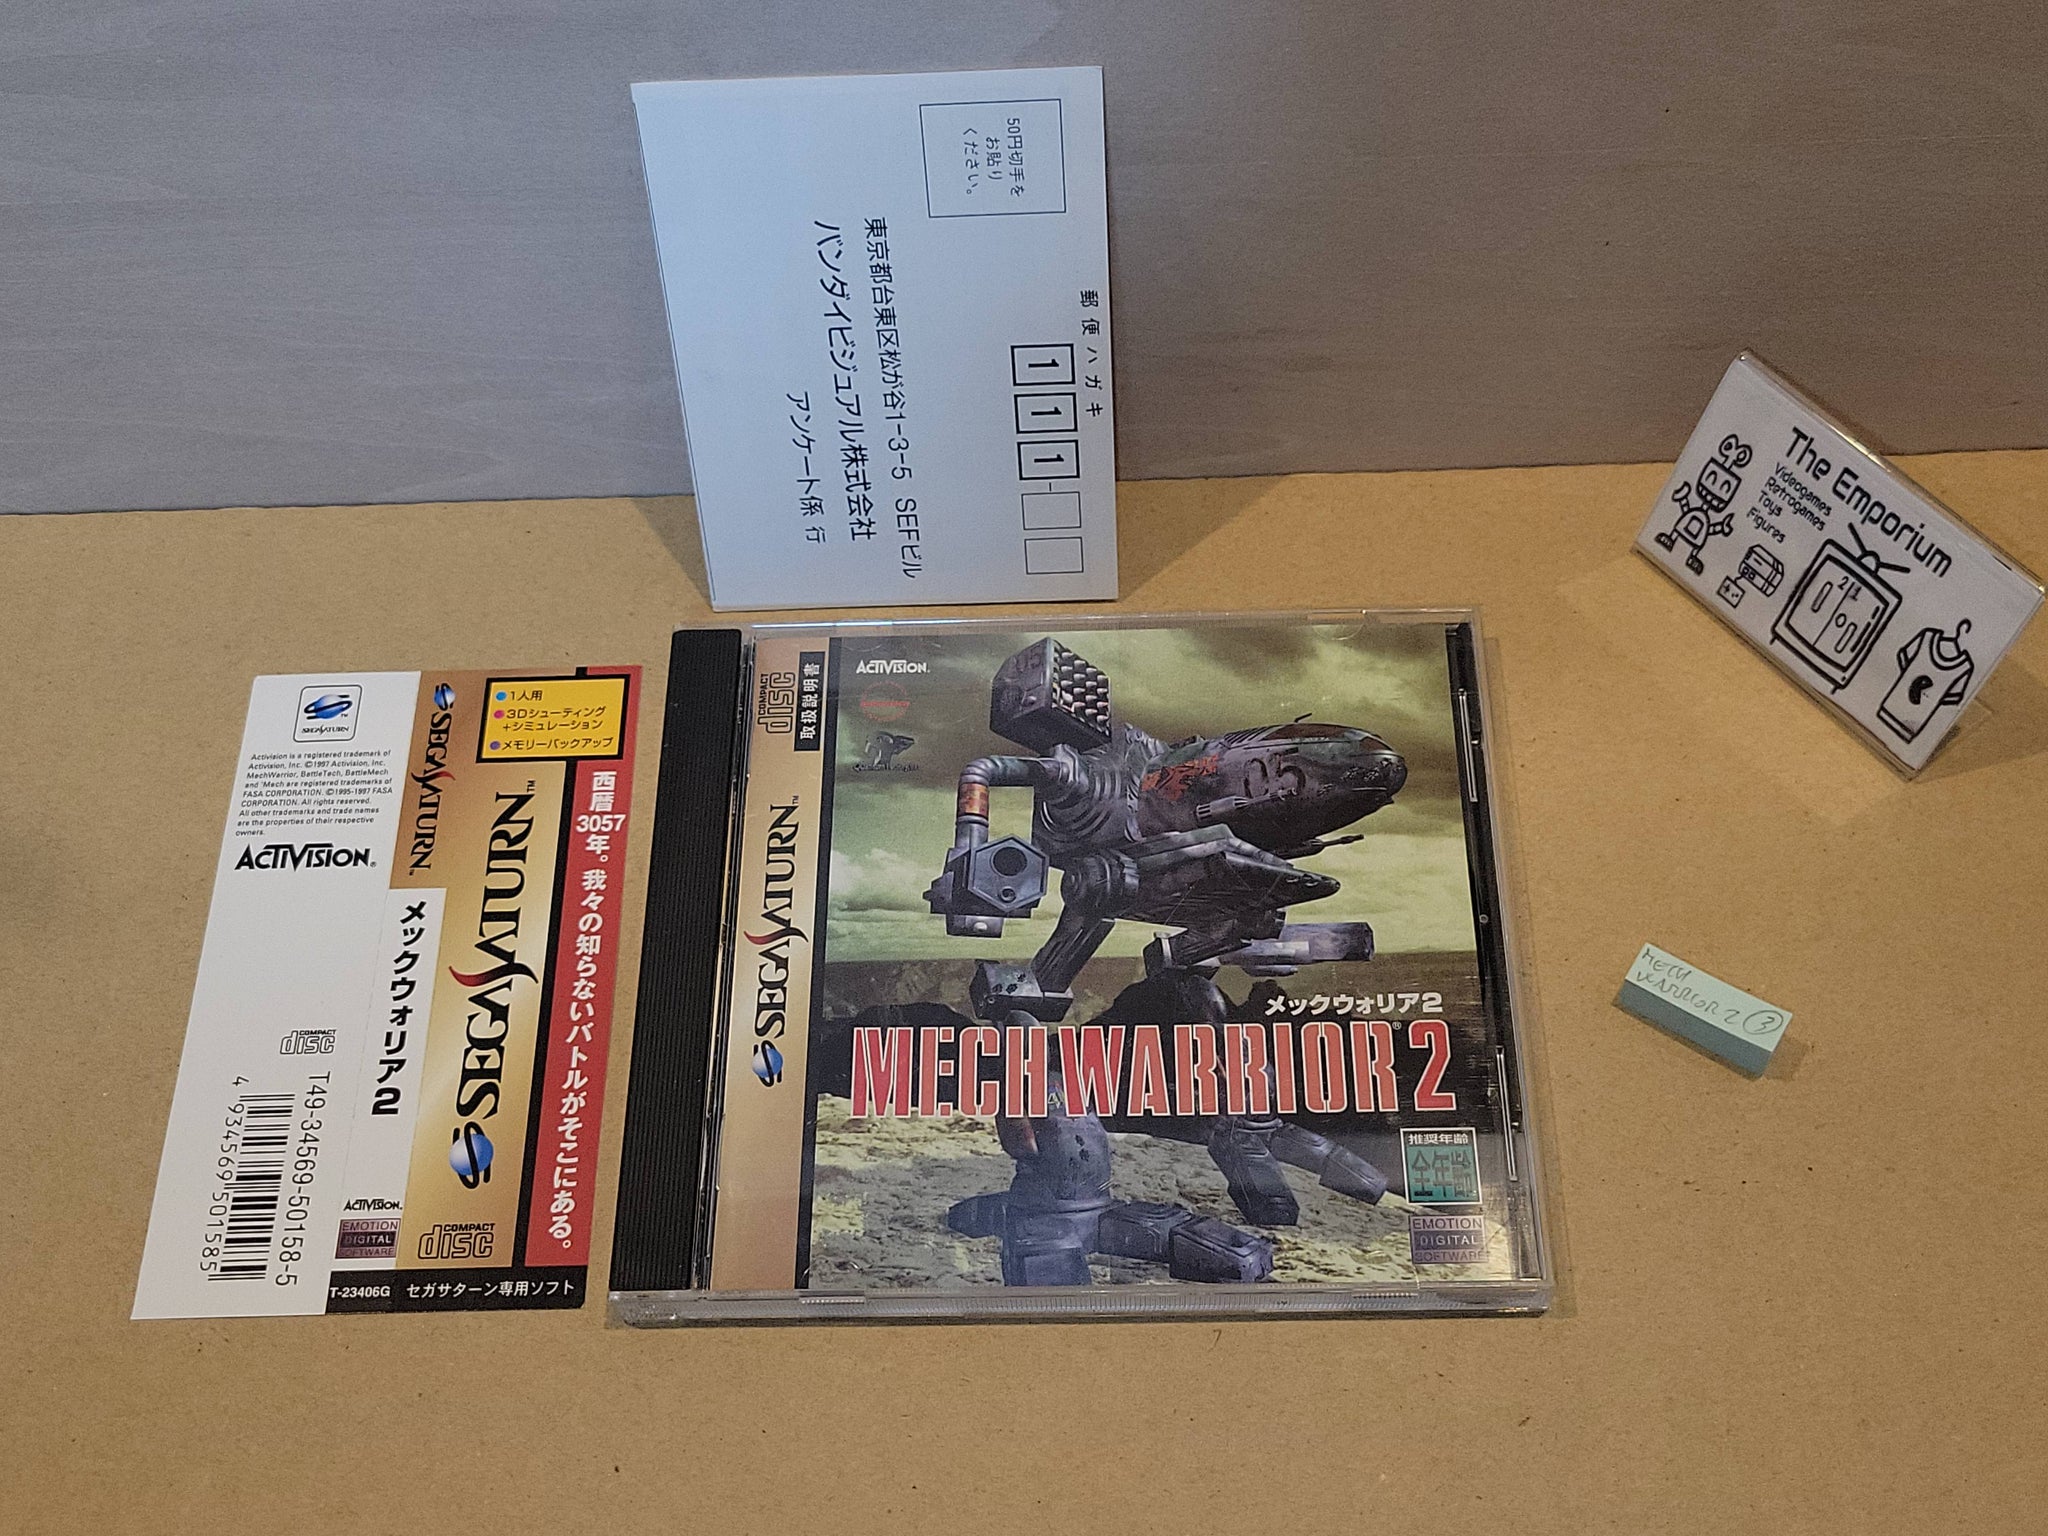 50円切手を
お貼り
ください。
郵便ハガキ
111-
東京都台東区松が谷1-3-5 SEFビル
バンダイビジュアル株式会社
アンケート係 行
The Emporium
Videogames
Retrogames
Toys
Figures
2 1
SEGA SATURN
Activision is a registered trademark of
Activision, Inc. ©1997 Activision, Inc.
MechWarrior, BattleTech, BattleMech
and 'Mech are registered trademarks of
FASA CORPORATION. ©1995-1997 FASA
CORPORATION. All rights reserved.
All other trademarks and trade names
are the properties of their respective
owners.
ACTIVISION®
COMPACT
disc
T49-34569-50158-5
4 934569 501585
SEGA SATURN™
メックウォリア2
ACTIVISION.
EMOTION
DIGITAL
SOFTWARE
T-23406G
1人用
3Dシューティング
+シミュレーション
メモリーバックアップ
SEGA SATURN™
COMPACT
disc
西暦3057年。我々の知らないバトルがそこにある。
セガサターン専用ソフト
COMPACT
disc
取扱説明書
SEGA SATURN™
ACTIVISION.
05
05
メックウォリア2
MECHWARRIOR®2
推奨年齢
全年齢
EMOTION
DIGITAL
SOFTWARE
MECH
WARRIOR 2 3